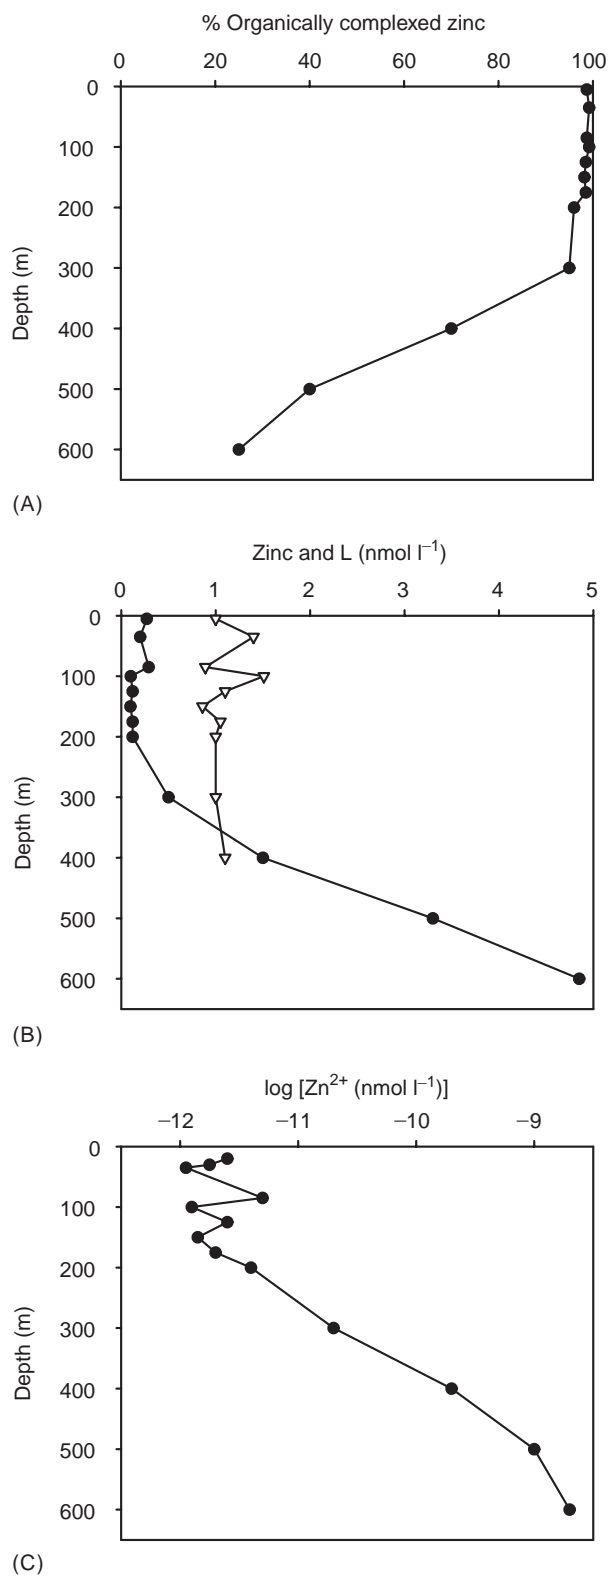 % Organically complexed zinc
0 20 40 60 80 100
0
100
200
300
400
500
600
Depth (m)
(A)
Zinc and L (nmol l⁻¹)
0 1 2 3 4 5
0
100
200
300
400
500
600
Depth (m)
(B)
log [Zn²⁺ (nmol l⁻¹)]
−12 −11 −10 −9
0
100
200
300
400
500
600
Depth (m)
(C)